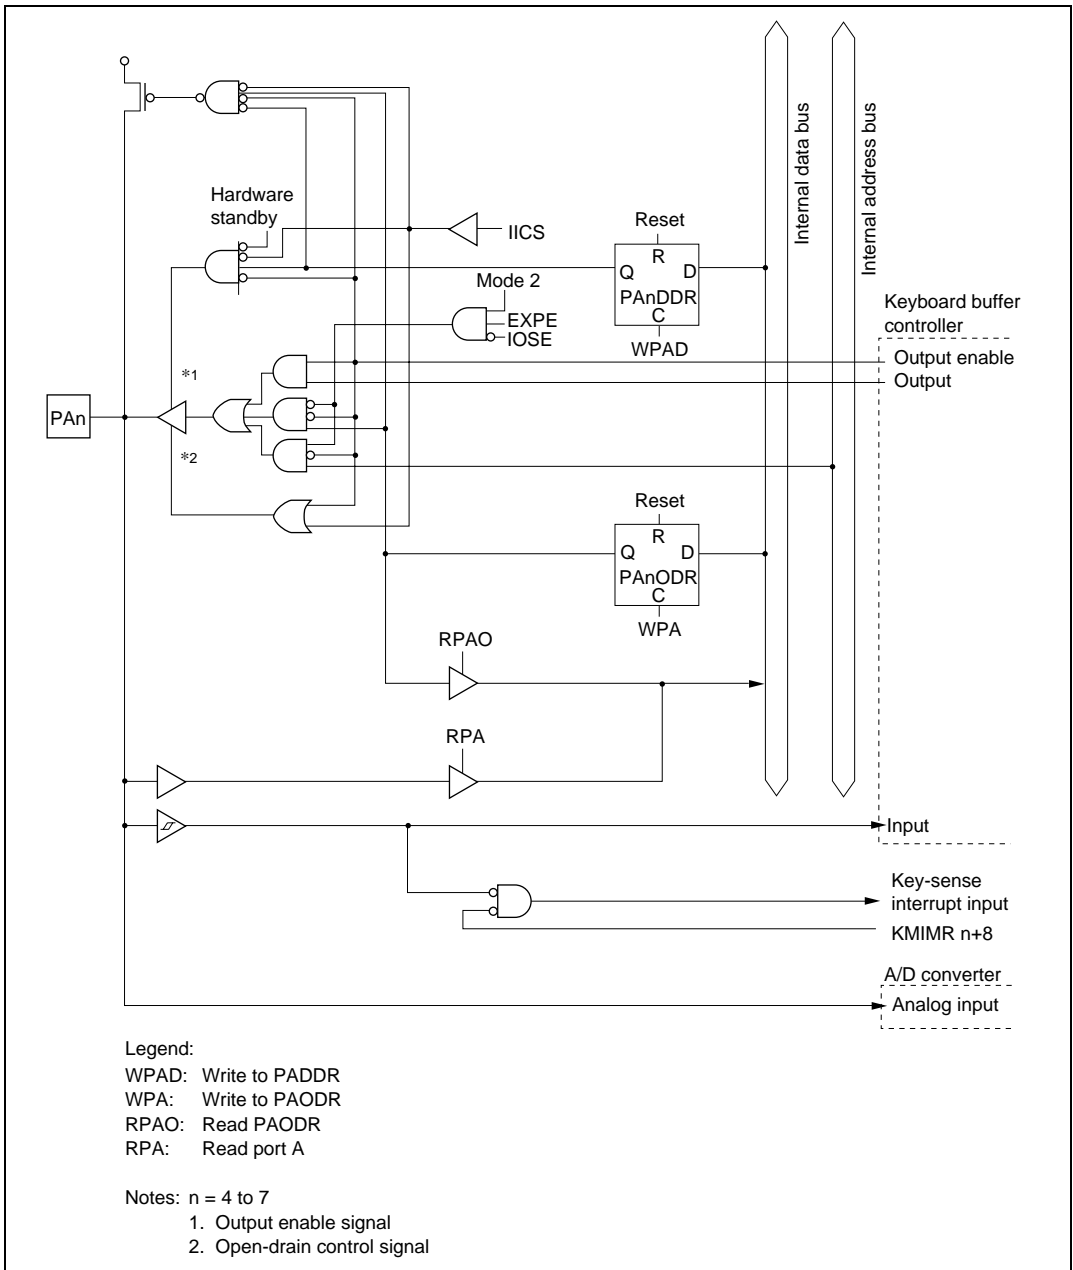 Internal data bus
Internal address bus
Hardware
standby
IICS
Reset
R
Q D
PAnDDR
C
WPAD
Mode 2
EXPE
IOSE
Keyboard buffer
controller
Output enable
Output
*1
PAn
*2
Reset
R
Q D
PAnODR
C
WPA
RPAO
RPA
Input
Key-sense
interrupt input
KMIMR n+8
A/D converter
Analog input
Legend:
WPAD: Write to PADDR
WPA: Write to PAODR
RPAO: Read PAODR
RPA: Read port A
Notes: n = 4 to 7
1. Output enable signal
2. Open-drain control signal